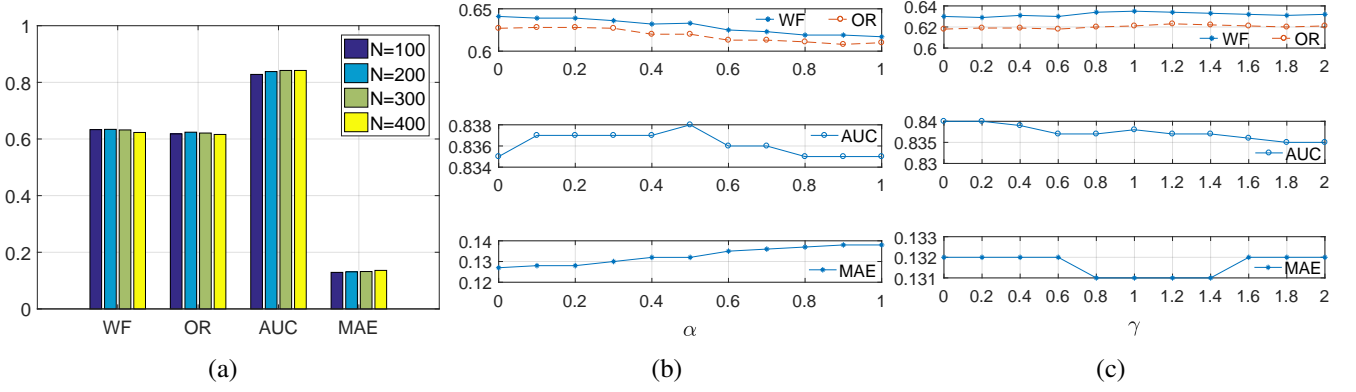 1
0.8
0.6
0.4
0.2
0
N=100
N=200
N=300
N=400
WF OR AUC MAE
(a)
0.65
0.6
WF OR
0 0.2 0.4 0.6 0.8 1
0.838
0.836
0.834
AUC
0 0.2 0.4 0.6 0.8 1
0.14
0.13
0.12
MAE
0 0.2 0.4 0.6 0.8 1
α
(b)
0.64
0.62
0.6
WF OR
0 0.2 0.4 0.6 0.8 1 1.2 1.4 1.6 1.8 2
0.84
0.835
0.83
AUC
0 0.2 0.4 0.6 0.8 1 1.2 1.4 1.6 1.8 2
0.133
0.132
0.131
MAE
0 0.2 0.4 0.6 0.8 1 1.2 1.4 1.6 1.8 2
γ
(c)